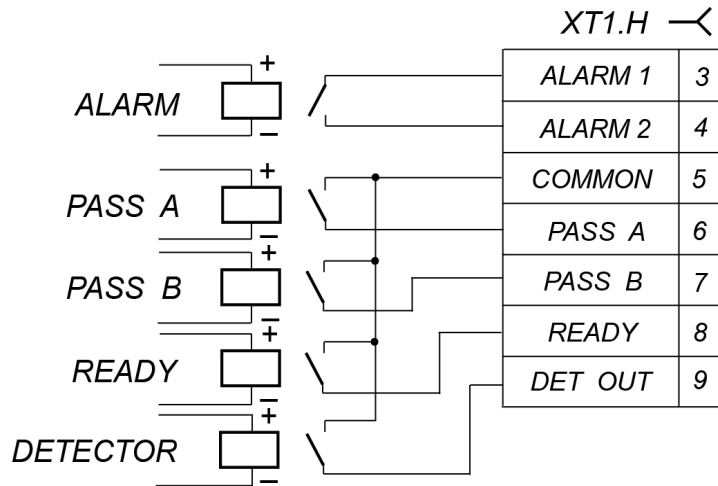 XT1.H
ALARM 1 3
ALARM 2 4
COMMON 5
PASS A 6
PASS B 7
READY 8
DET OUT 9
+
ALARM
−
+
PASS A
−
+
PASS B
−
+
READY
−
+
DETECTOR
−